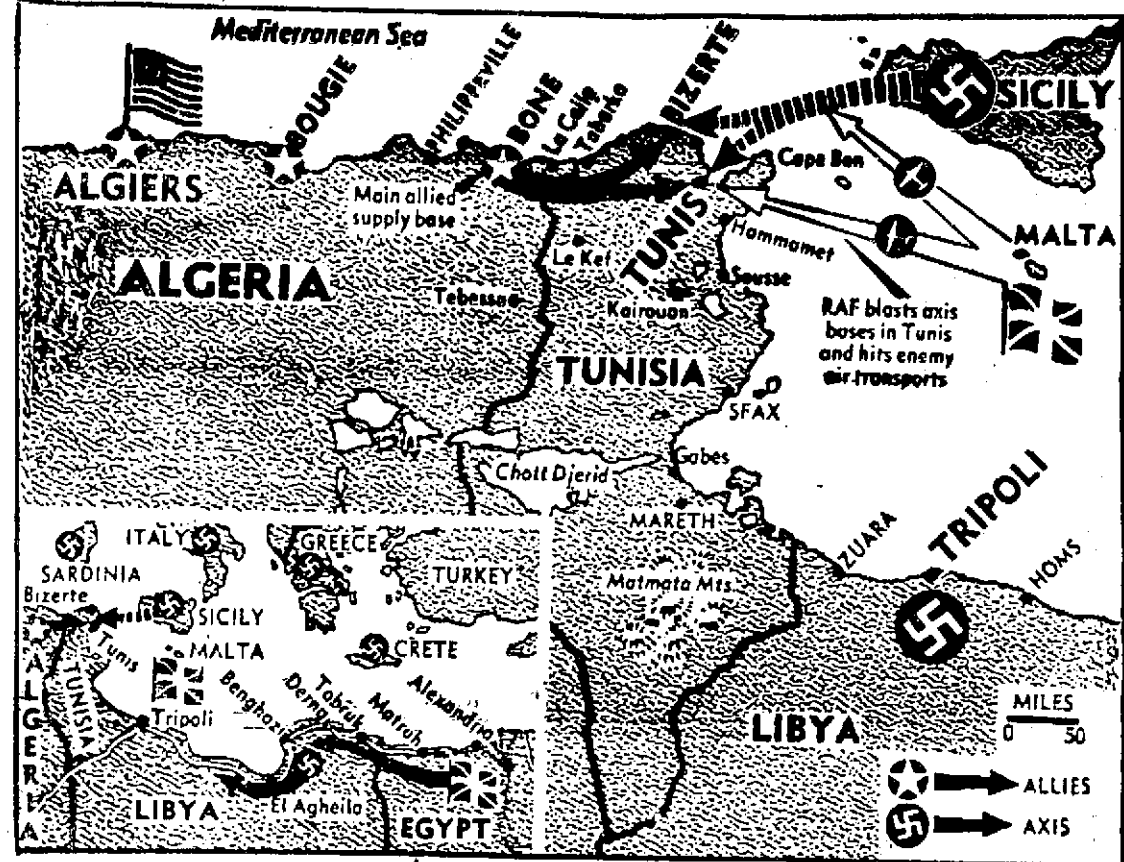 Mediterranean Sea
BOUGIE
PHILIPPEVILLE
BONE
La Calle
Tabarka
BIZERTE
SICILY
ALGIERS
Main allied
supply base
Cape Bon
TUNIS
Hammamet
MALTA
Le Kef
ALGERIA
Tebessa
Sousse
Kairouan
RAF blasts axis
bases in Tunis
and hits enemy
air transports
TUNISIA
SFAX
Gabes
Chott Djerid
MARETH
ZUARA
TRIPOLI
HOMS
Matmata Mts.
LIBYA
MILES
0 50
ALLIES
AXIS
ITALY
GREECE
SARDINIA
TURKEY
Bizerte
SICILY
Tunis
MALTA
CRETE
ALGERIA
TUNISIA
Benghazi
Derna
Tobruk
Matruh
Alexandria
Tripoli
LIBYA
El Agheila
EGYPT